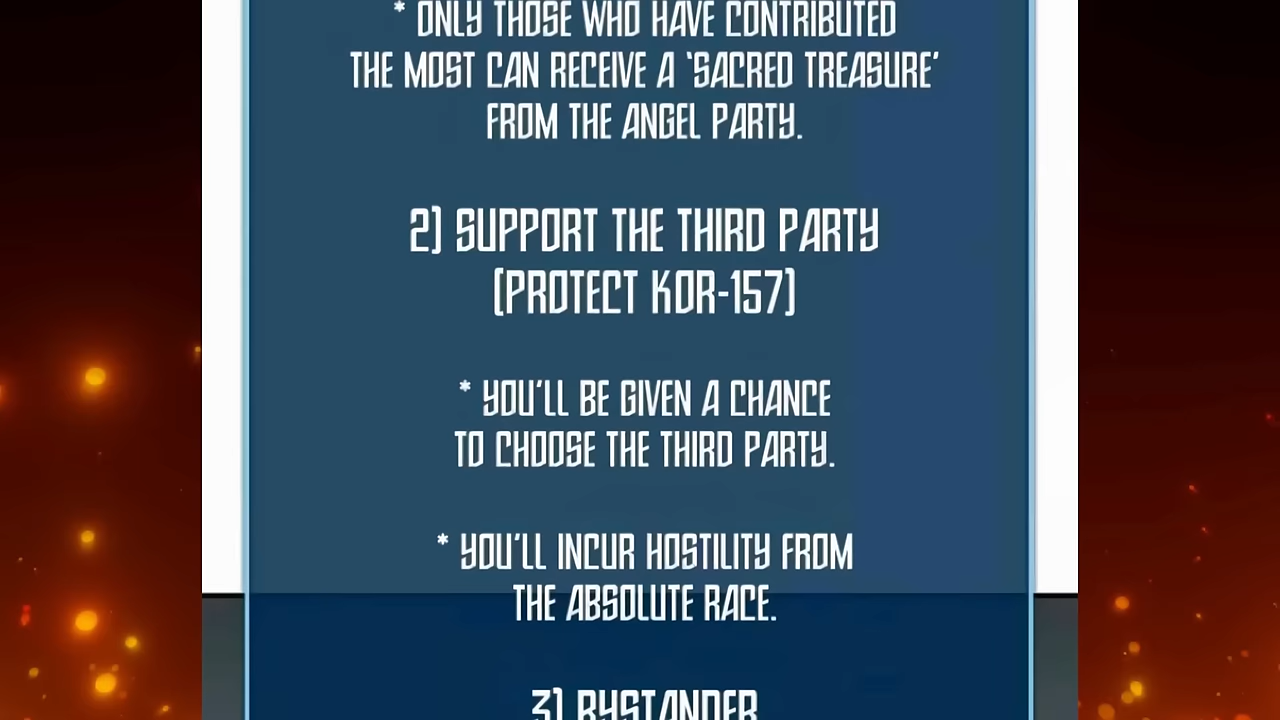 * ONLY THOSE WHO HAVE CONTRIBUTED
THE MOST CAN RECEIVE A 'SACRED TREASURE'
FROM THE ANGEL PARTY.
2) SUPPORT THE THIRD PARTY
(PROTECT KOR-157)
* YOU'LL BE GIVEN A CHANCE
TO CHOOSE THE THIRD PARTY.
* YOU'LL INCUR HOSTILITY FROM
THE ABSOLUTE RACE.
3) BYSTANDER